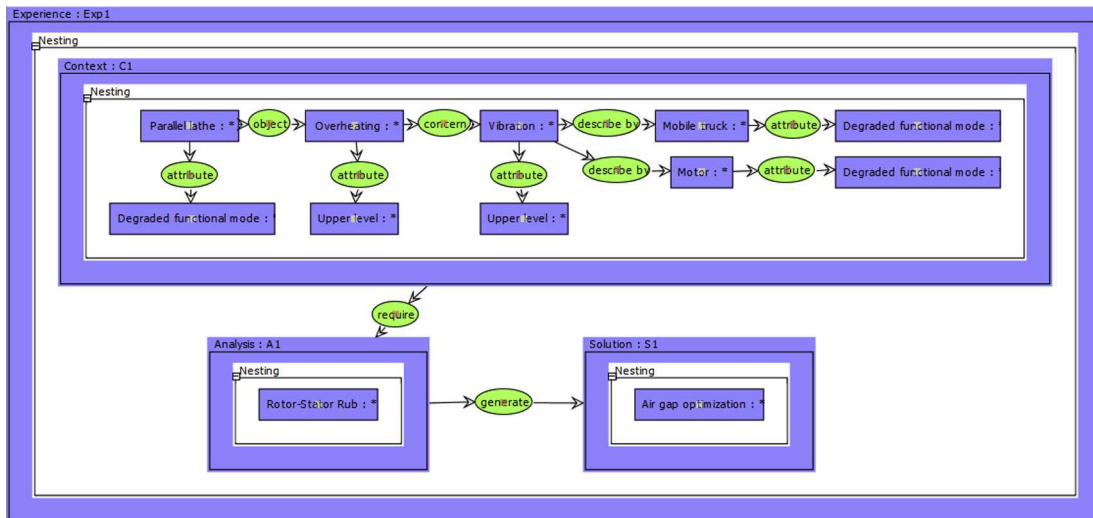 Experience : Exp1
Nesting
Context : C1
Nesting
Parallel lathe : *
object
Overheating : *
concern
Vibration : *
describe by
Mobile truck : *
attribute
Degraded functional mode : *
describe by
Motor : *
attribute
Degraded functional mode : *
attribute
attribute
attribute
Degraded functional mode : *
Upper level : *
Upper level : *
require
Analysis : A1
Solution : S1
Nesting
Nesting
Rotor-Stator Rub : *
generate
Air gap optimization : *